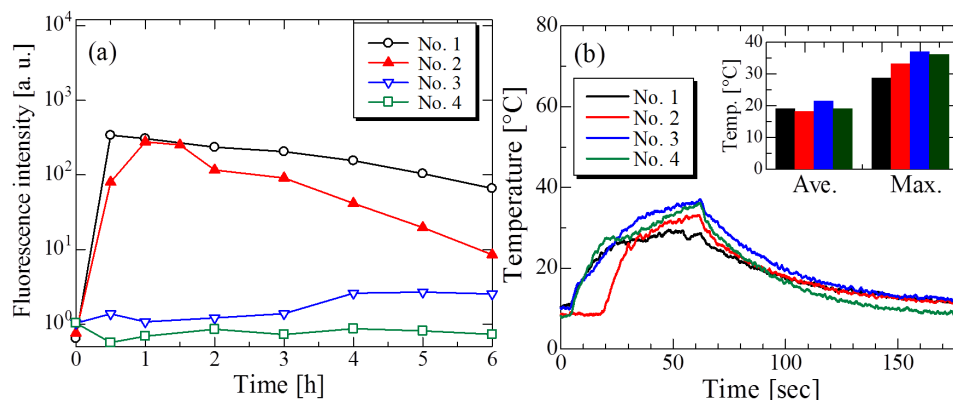 (a)
No. 1
No. 2
No. 3
No. 4
Fluorescence intensity [a. u.]
10^4
10^3
10^2
10^1
10^0
0 1 2 3 4 5 6
Time [h]
(b)
No. 1
No. 2
No. 3
No. 4
Temperature [°C]
80
60
40
20
0
0 50 100 150
Time [sec]
Temp. [°C]
40
30
20
10
0
Ave. Max.